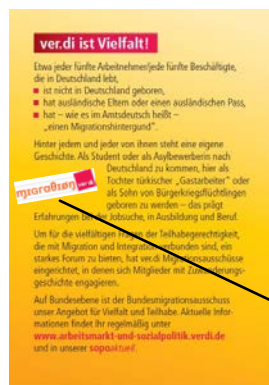 ver.di ist Vielfalt!
Etwa jeder fünfte Arbeitnehmer/jede fünfte Beschäftigte,
die in Deutschland lebt,
ist nicht in Deutschland geboren,
hat ausländische Eltern oder einen ausländischen Pass,
hat – wie es im Amtsdeutsch heißt –
„einen Migrationshintergund".
Hinter jedem und jeder von ihnen steht eine eigene
Geschichte. Als Student oder als Asylbewerberin nach
Deutschland zu kommen, hier als
Tochter türkischer „Gastarbeiter" oder
als Sohn von Bürgerkriegsflüchtlingen
geboren zu werden – das prägt
migration ver.di
Erfahrungen bei der Jobsuche, in Ausbildung und Beruf.
Um für die vielfältigen Fragen der Teilhabegerechtigkeit,
die mit Migration und Integration verbunden sind, ein
starkes Forum zu bieten, hat ver.di Migrationsausschüsse
eingerichtet, in denen sich Mitglieder mit Zuwanderungs-
geschichte engagieren.
Auf Bundesebene ist der Bundesmigrationsausschuss
unser Angebot für Vielfalt und Teilhabe. Aktuelle Infor-
mationen findet ihr regelmäßig unter
www.arbeitsmarkt-und-sozialpolitik.verdi.de
und in unserer sopoaktuell.